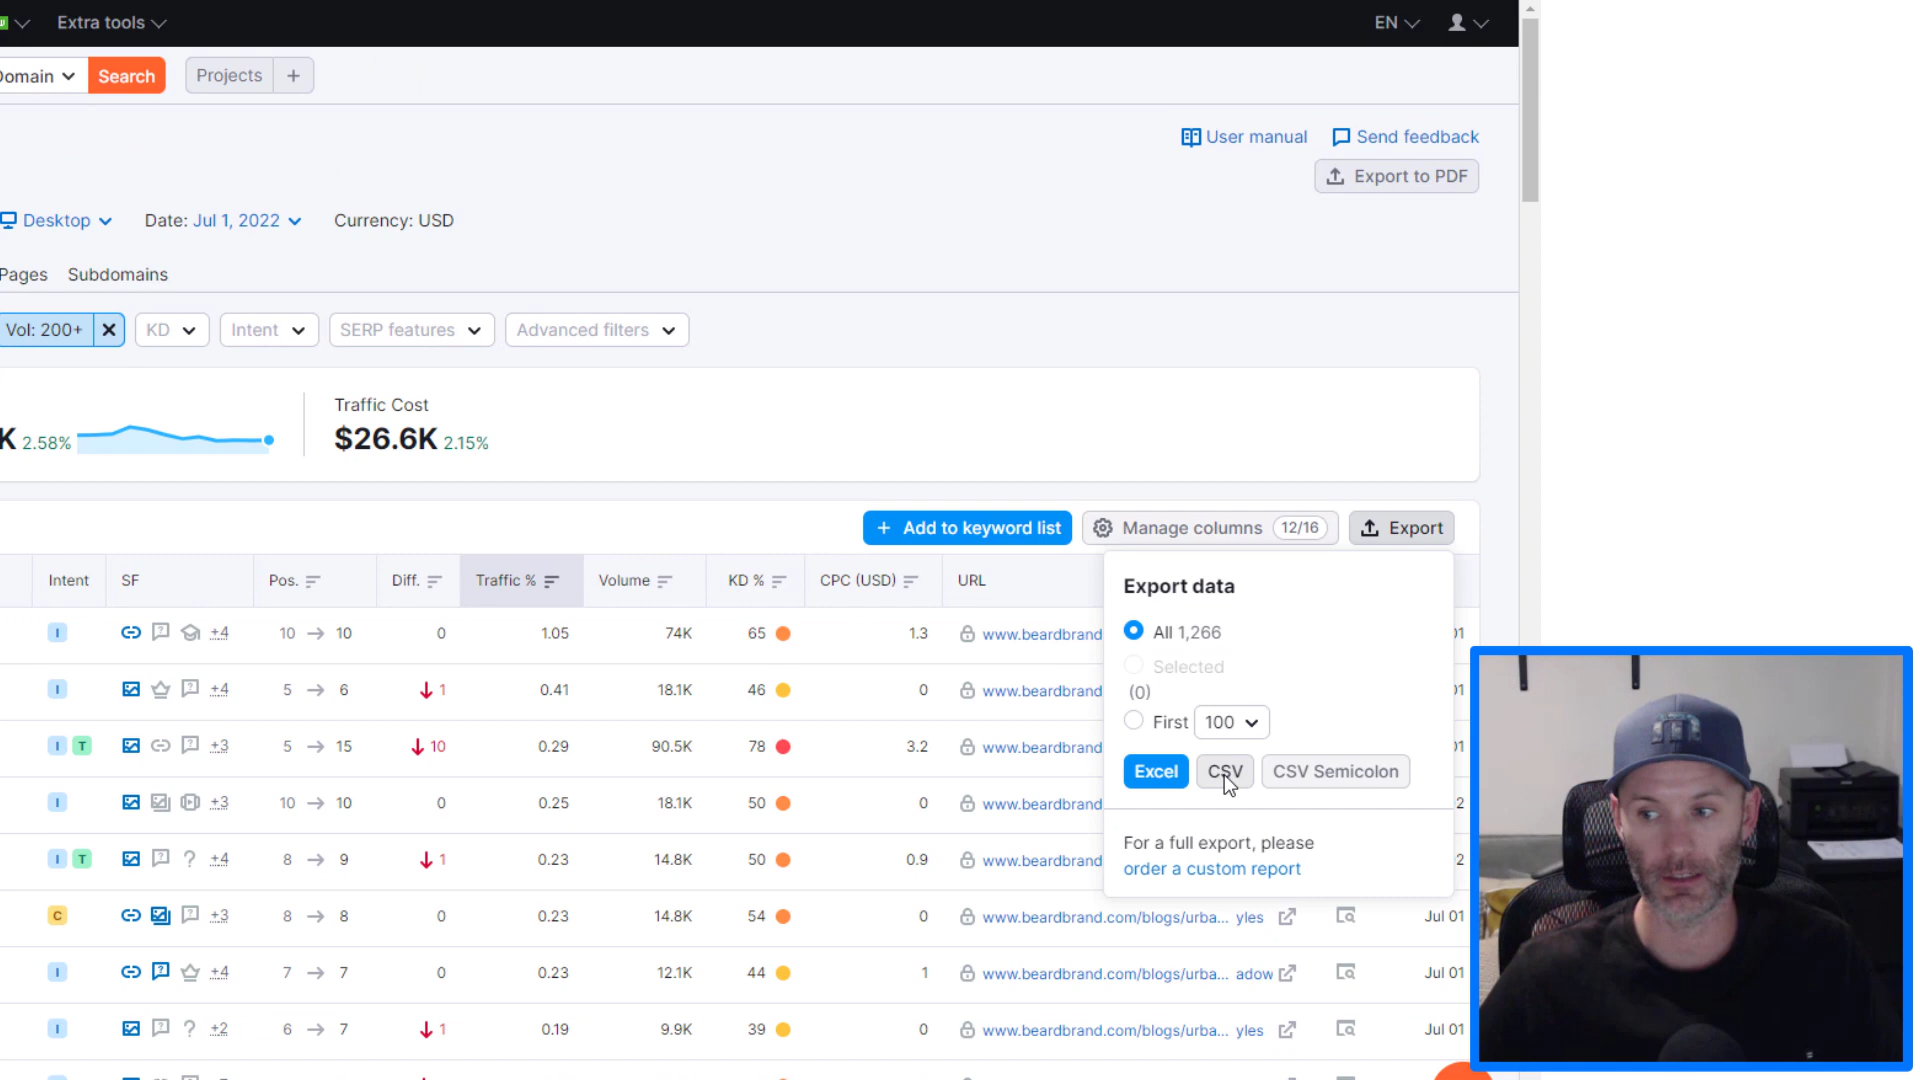 Extra tools
EN
Domain
Search
Projects
+
User manual
Send feedback
Export to PDF
Desktop
Date: Jul 1, 2022
Currency: USD
Pages
Subdomains
Vol: 200+
KD
Intent
SERP features
Advanced filters
K 2.58%
Traffic Cost
$26.6K 2.15%
+ Add to keyword list
Manage columns 12/16
Export
Intent SF Pos. Diff. Traffic % Volume KD % CPC (USD) URL
I +4 10 → 10 0 1.05 74K 65 1.3 www.beardbrand
I +4 5 → 6 ↓ 1 0.41 18.1K 46 0 www.beardbrand
I T +3 5 → 15 ↓ 10 0.29 90.5K 78 3.2 www.beardbrand
I +3 10 → 10 0 0.25 18.1K 50 0 www.beardbrand
I T ? +4 8 → 9 ↓ 1 0.23 14.8K 50 0.9 www.beardbrand
C +3 8 → 8 0 0.23 14.8K 54 0 www.beardbrand.com/blogs/urba... yles Jul 01
I +4 7 → 7 0 0.23 12.1K 44 1 www.beardbrand.com/blogs/urba... adow Jul 01
I ? +2 6 → 7 ↓ 1 0.19 9.9K 39 0 www.beardbrand.com/blogs/urba... yles Jul 01
Export data
All 1,266
Selected
(0)
First 100
Excel
CSV
CSV Semicolon
For a full export, please
order a custom report